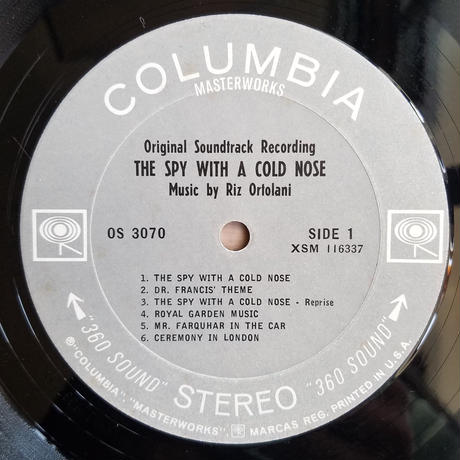 COLUMBIA
MASTERWORKS
Original Soundtrack Recording
THE SPY WITH A COLD NOSE
Music by Riz Ortolani
OS 3070
SIDE 1
XSM 116337
1. THE SPY WITH A COLD NOSE
2. DR. FRANCIS' THEME
3. THE SPY WITH A COLD NOSE - Reprise
4. ROYAL GARDEN MUSIC
5. MR. FARQUHAR IN THE CAR
6. CEREMONY IN LONDON
"360 SOUND" STEREO "360 SOUND"
® "COLUMBIA", "MASTERWORKS", MARCAS REG. PRINTED IN U.S.A.